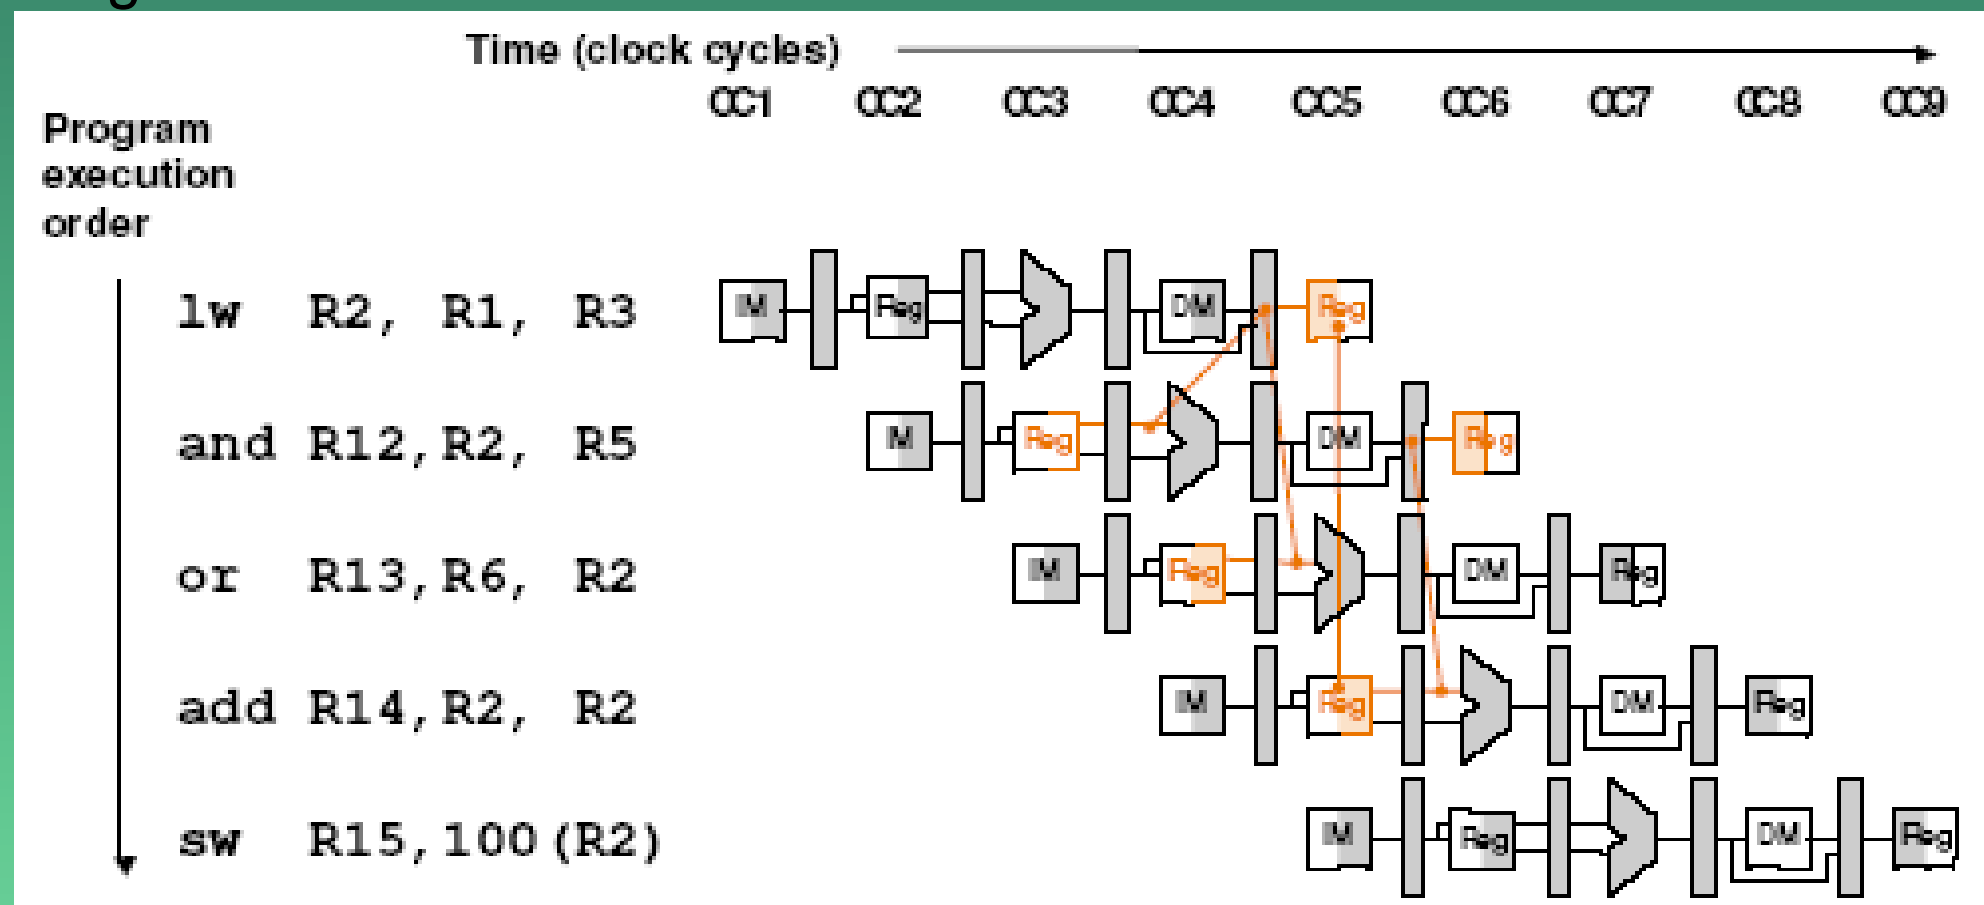 Time (clock cycles)
CC1 CC2 CC3 CC4 CC5 CC6 CC7 CC8 CC9
Program
execution
order
lw R2, R1, R3
IM Reg DM Reg
and R12, R2, R5
IM Reg DM Reg
or R13, R6, R2
IM Reg DM Reg
add R14, R2, R2
IM Reg DM Reg
sw R15, 100 (R2)
IM Reg DM Reg